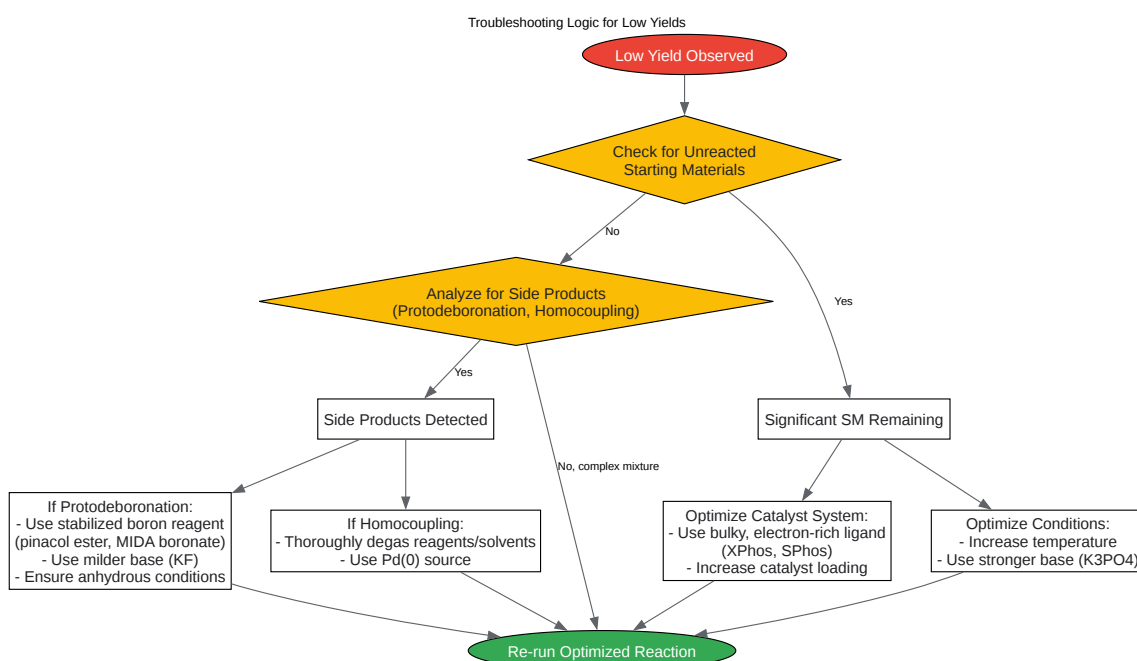 Troubleshooting Logic for Low Yields
Low Yield Observed
Check for Unreacted
Starting Materials
No
Analyze for Side Products
(Protodeboronation, Homocoupling)
Yes
Yes
Side Products Detected
Significant SM Remaining
No, complex mixture
If Protodeboronation:
- Use stabilized boron reagent
(pinacol ester, MIDA boronate)
- Use milder base (KF)
- Ensure anhydrous conditions
If Homocoupling:
- Thoroughly degas reagents/solvents
- Use Pd(0) source
Optimize Catalyst System:
- Use bulky, electron-rich ligand
(XPhos, SPhos)
- Increase catalyst loading
Optimize Conditions:
- Increase temperature
- Use stronger base (K3PO4)
Re-run Optimized Reaction